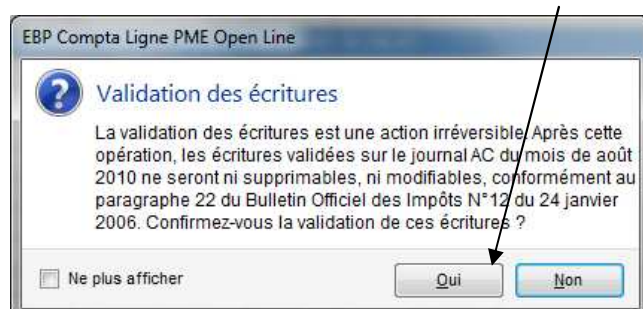 EBP Compta Ligne PME Open Line
Validation des écritures
La validation des écritures est une action irréversible. Après cette
opération, les écritures validées sur le journal AC du mois de août
2010 ne seront ni supprimables, ni modifiables, conformément au
paragraphe 22 du Bulletin Officiel des Impôts N°12 du 24 janvier
2006. Confirmez-vous la validation de ces écritures ?
Ne plus afficher
Oui
Non